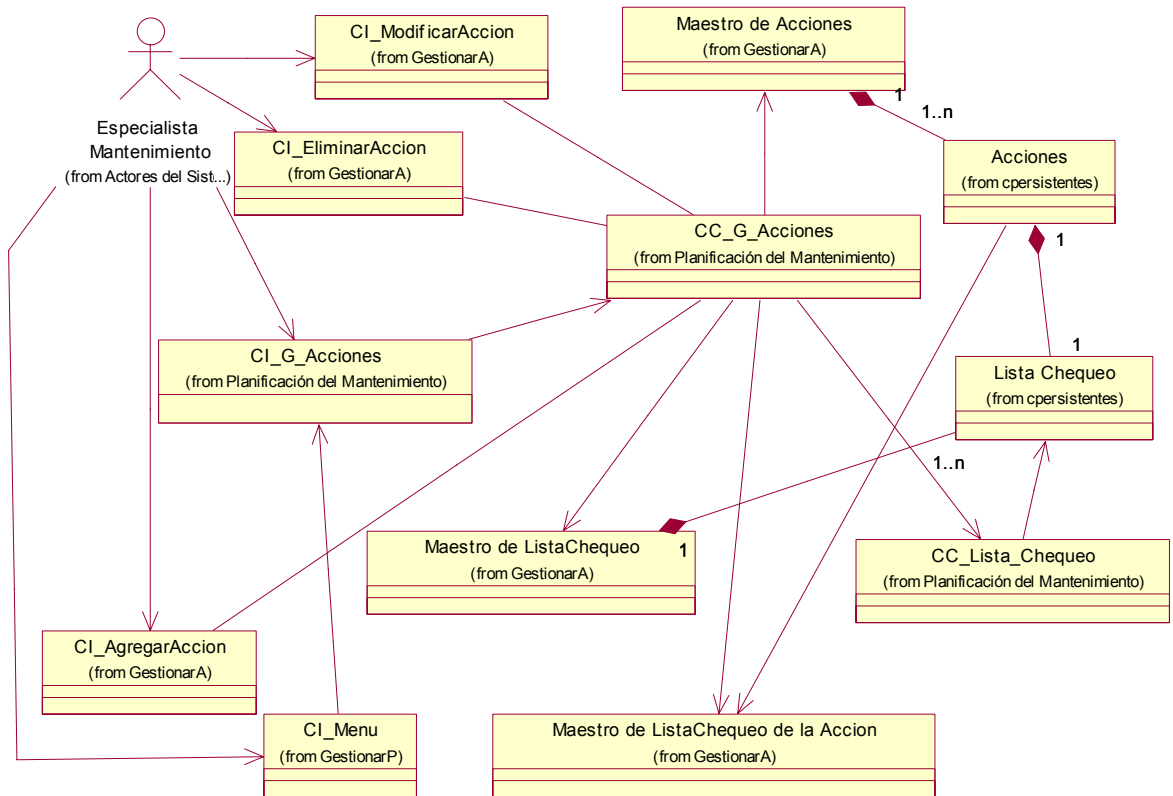 CI_ModificarAccion
(from GestionarA)
Maestro de Acciones
(from GestionarA)
1
1..n
Especialista
Mantenimiento
(from Actores del Sist...)
CI_EliminarAccion
(from GestionarA)
Acciones
(from cpersistentes)
1
CC_G_Acciones
(from Planificación del Mantenimiento)
CI_G_Acciones
(from Planificación del Mantenimiento)
1
Lista Chequeo
(from cpersistentes)
1..n
Maestro de ListaChequeo
(from GestionarA)
1
CC_Lista_Chequeo
(from Planificación del Mantenimiento)
CI_AgregarAccion
(from GestionarA)
CI_Menu
(from GestionarP)
Maestro de ListaChequeo de la Accion
(from GestionarA)